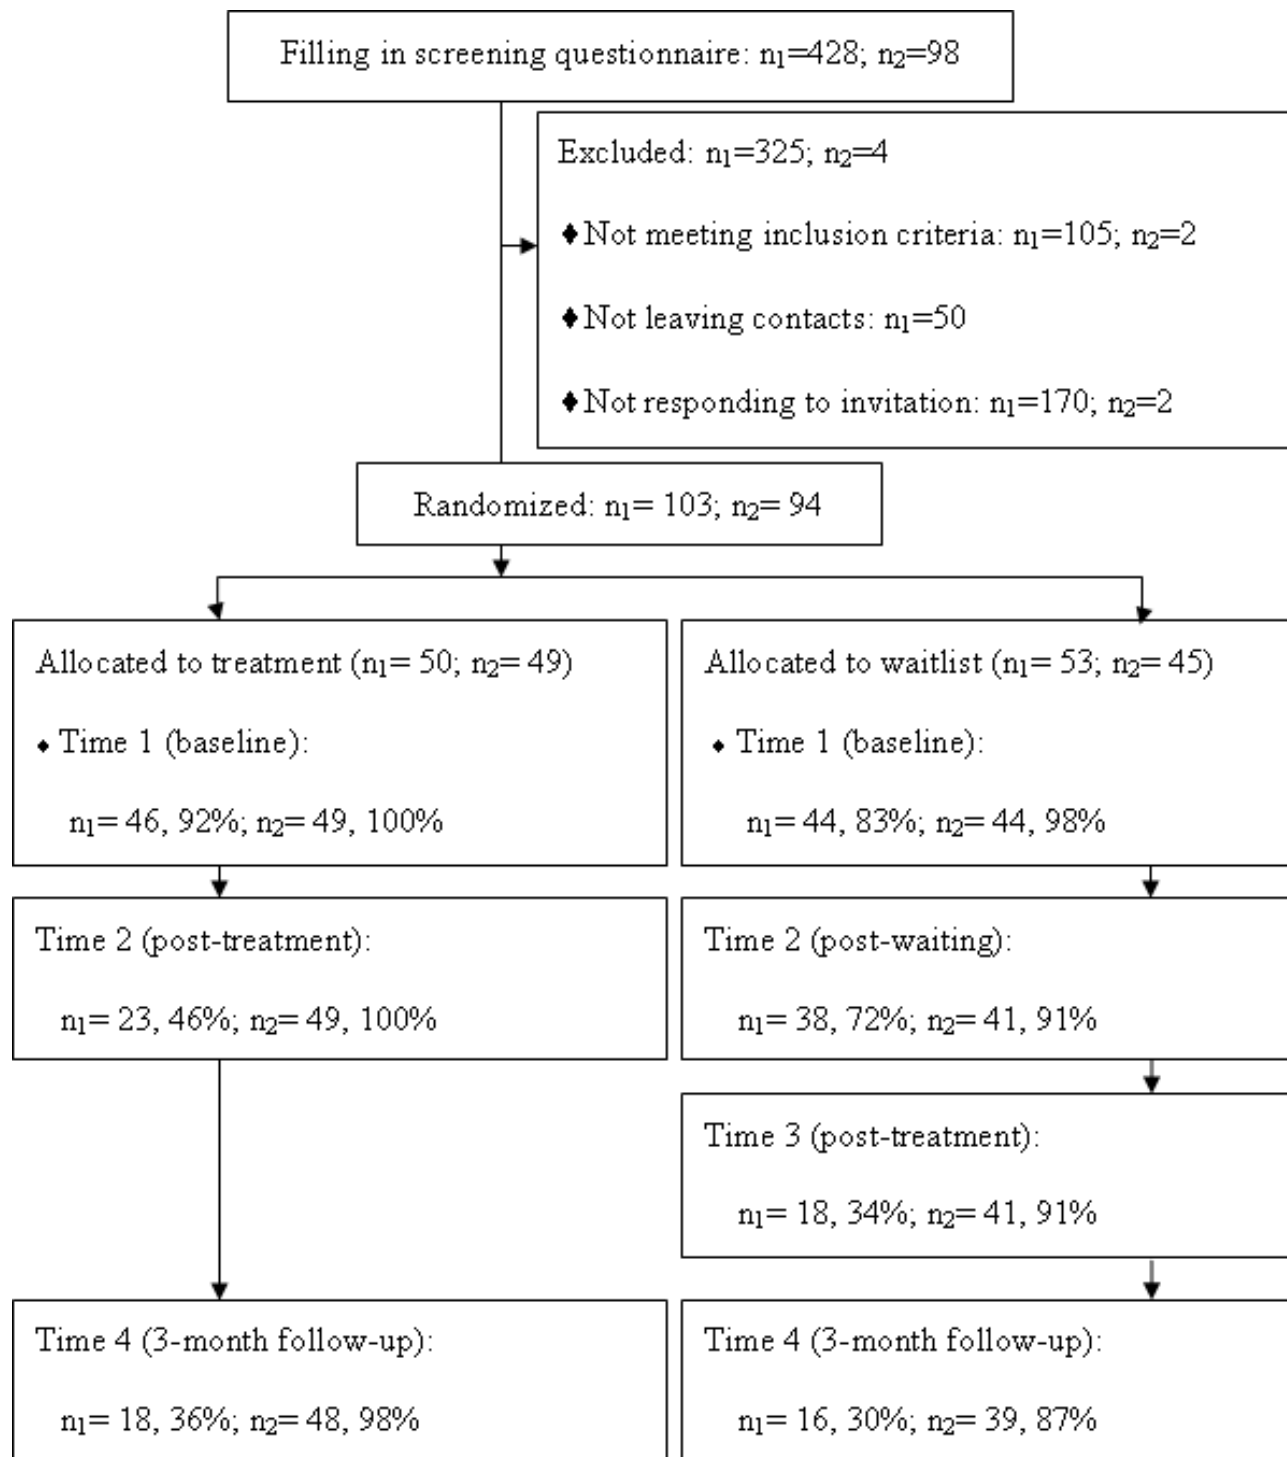 Filling in screening questionnaire: n₁=428; n₂=98
Excluded: n₁=325; n₂=4
♦Not meeting inclusion criteria: n₁=105; n₂=2
♦Not leaving contacts: n₁=50
♦Not responding to invitation: n₁=170; n₂=2
Randomized: n₁= 103; n₂= 94
Allocated to treatment (n₁= 50; n₂= 49)
♦ Time 1 (baseline):
n₁= 46, 92%; n₂= 49, 100%
Allocated to waitlist (n₁= 53; n₂= 45)
♦ Time 1 (baseline):
n₁= 44, 83%; n₂= 44, 98%
Time 2 (post-treatment):
n₁= 23, 46%; n₂= 49, 100%
Time 2 (post-waiting):
n₁= 38, 72%; n₂= 41, 91%
Time 3 (post-treatment):
n₁= 18, 34%; n₂= 41, 91%
Time 4 (3-month follow-up):
n₁= 18, 36%; n₂= 48, 98%
Time 4 (3-month follow-up):
n₁= 16, 30%; n₂= 39, 87%